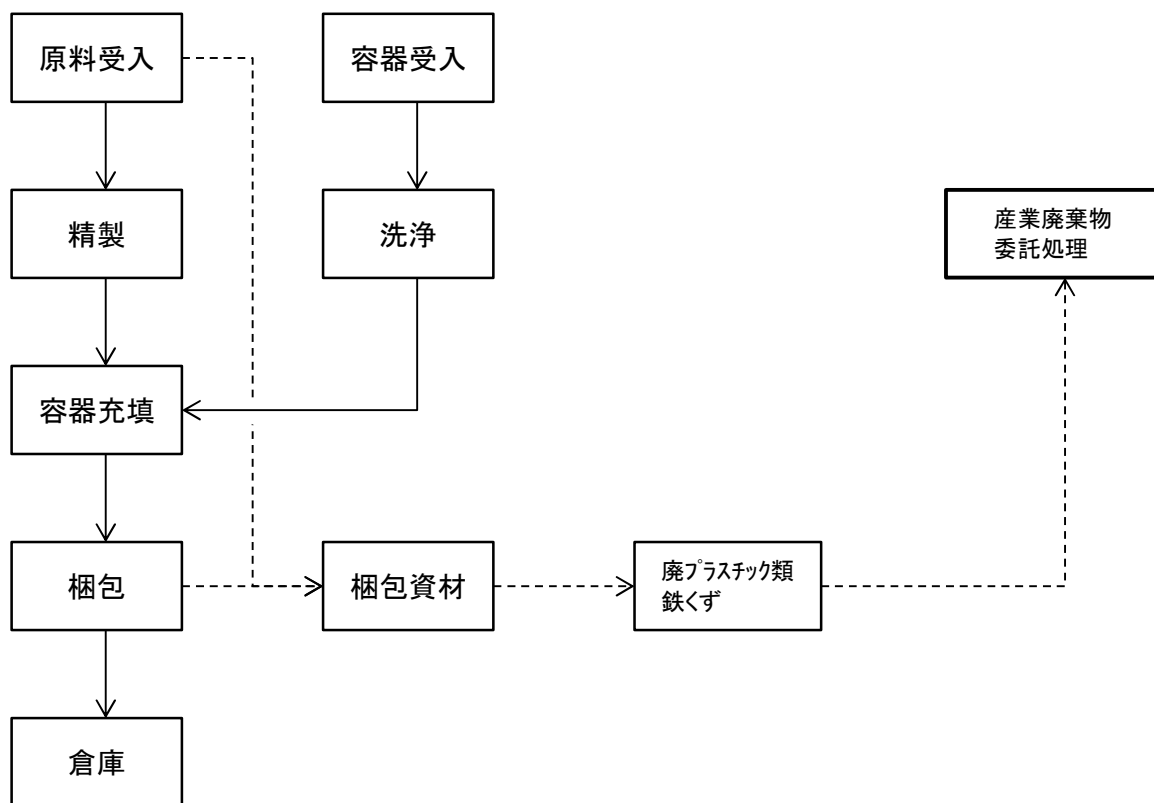 原料受入
容器受入
精製
洗浄
産業廃棄物
委託処理
容器充填
梱包
梱包資材
廃ﾌﾟﾗｽﾁｯｸ類
鉄くず
倉庫